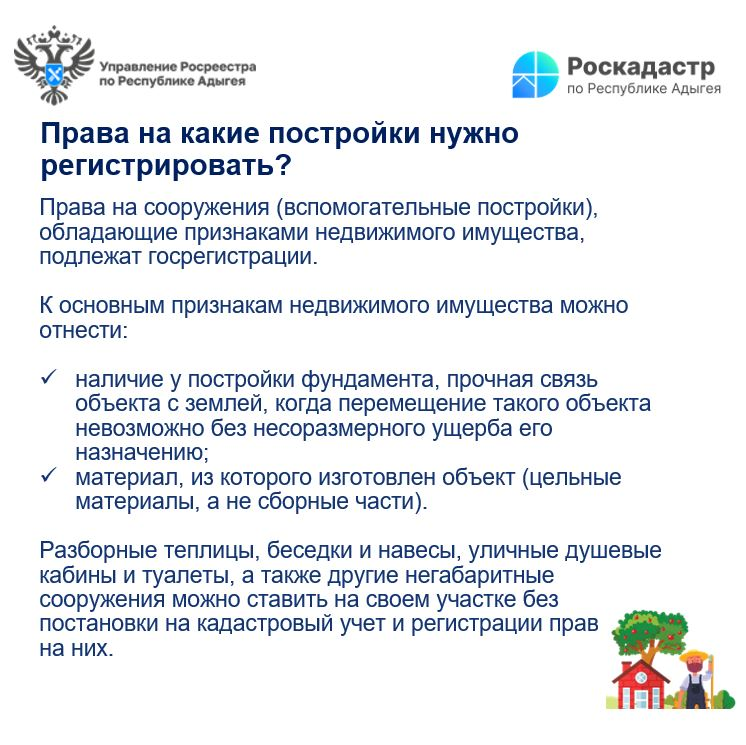 Управление Росреестра
по Республике Адыгея
Роскадастр
по Республике Адыгея
Права на какие постройки нужно
регистрировать?
Права на сооружения (вспомогательные постройки),
обладающие признаками недвижимого имущества,
подлежат госрегистрации.
К основным признакам недвижимого имущества можно
отнести:
✓ наличие у постройки фундамента, прочная связь
объекта с землей, когда перемещение такого объекта
невозможно без несоразмерного ущерба его
назначению;
✓ материал, из которого изготовлен объект (цельные
материалы, а не сборные части).
Разборные теплицы, беседки и навесы, уличные душевые
кабины и туалеты, а также другие негабаритные
сооружения можно ставить на своем участке без
постановки на кадастровый учет и регистрации прав
на них.